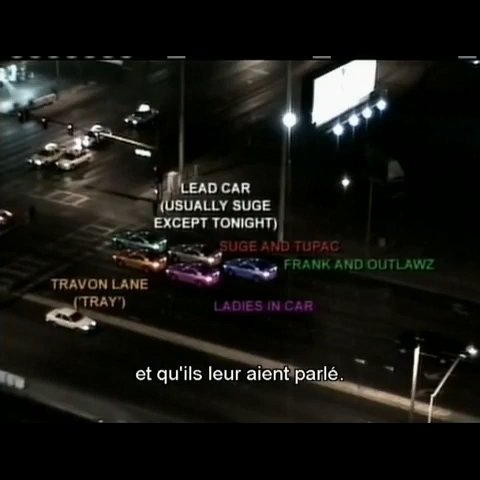 LEAD CAR
(USUALLY SUGE
EXCEPT TONIGHT)
SUGE AND TUPAC
FRANK AND OUTLAWZ
TRAVON LANE
('TRAY')
LADIES IN CAR
et qu'ils leur aient parlé.